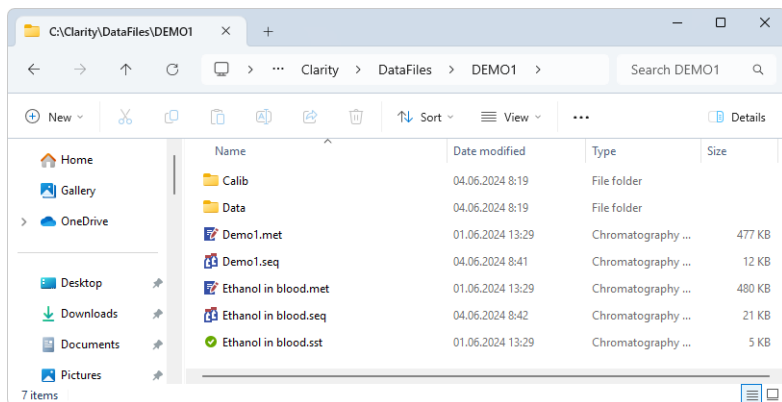 C:\Clarity\DataFiles\DEMO1
Clarity > DataFiles > DEMO1 >
Search DEMO1
New
Sort
View
Details
Name Date modified Type Size
Home
Gallery
OneDrive
Desktop
Downloads
Documents
Pictures
Calib 04.06.2024 8:19 File folder
Data 04.06.2024 8:19 File folder
Demo1.met 01.06.2024 13:29 Chromatography ... 477 KB
Demo1.seq 04.06.2024 8:41 Chromatography ... 12 KB
Ethanol in blood.met 01.06.2024 13:29 Chromatography ... 480 KB
Ethanol in blood.seq 04.06.2024 8:42 Chromatography ... 21 KB
Ethanol in blood.sst 01.06.2024 13:29 Chromatography ... 5 KB
7 items